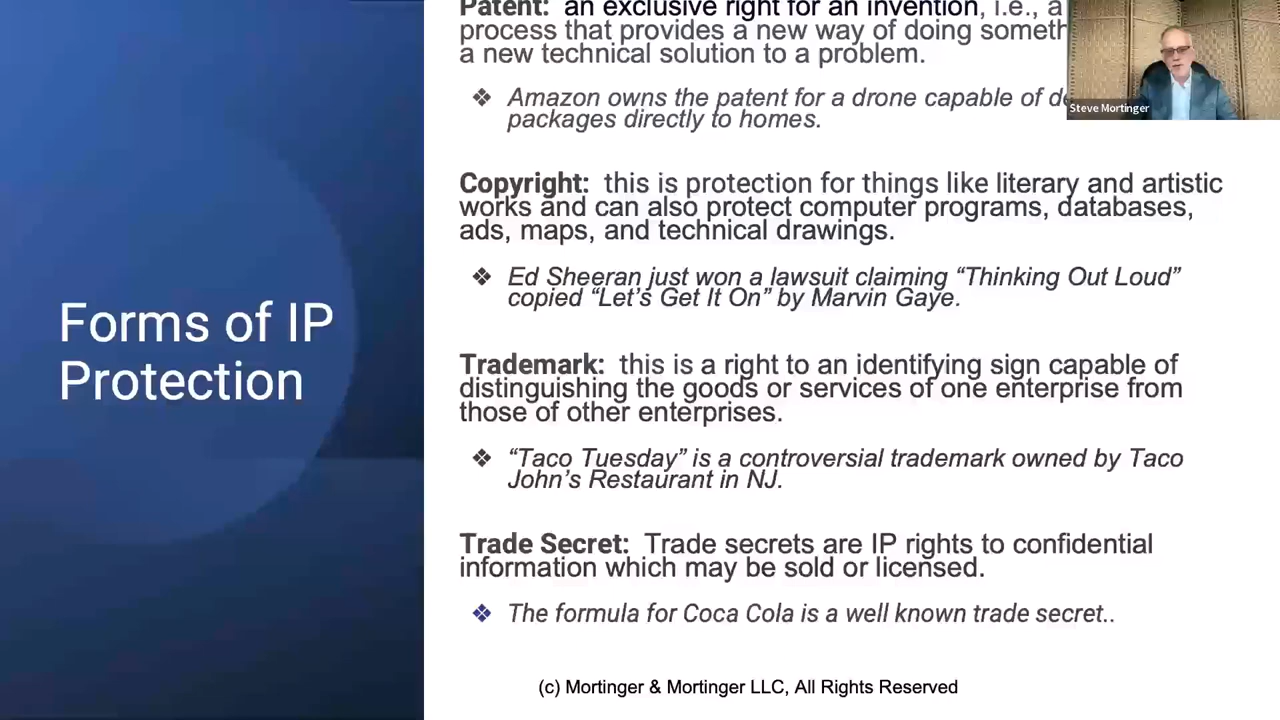 Forms of IP
Protection
Patent: an exclusive right for an invention, i.e., a
process that provides a new way of doing
a new technical solution to a problem.
❖ Amazon owns the patent for a drone capable of
packages directly to homes.
Copyright: this is protection for things like literary and artistic
works and can also protect computer programs, databases,
ads, maps, and technical drawings.
❖ Ed Sheeran just won a lawsuit claiming “Thinking Out Loud”
copied “Let’s Get It On” by Marvin Gaye.
Trademark: this is a right to an identifying sign capable of
distinguishing the goods or services of one enterprise from
those of other enterprises.
❖ “Taco Tuesday” is a controversial trademark owned by Taco
John’s Restaurant in NJ.
Trade Secret: Trade secrets are IP rights to confidential
information which may be sold or licensed.
❖ The formula for Coca Cola is a well known trade secret..
(c) Mortinger & Mortinger LLC, All Rights Reserved
Steve Mortinger